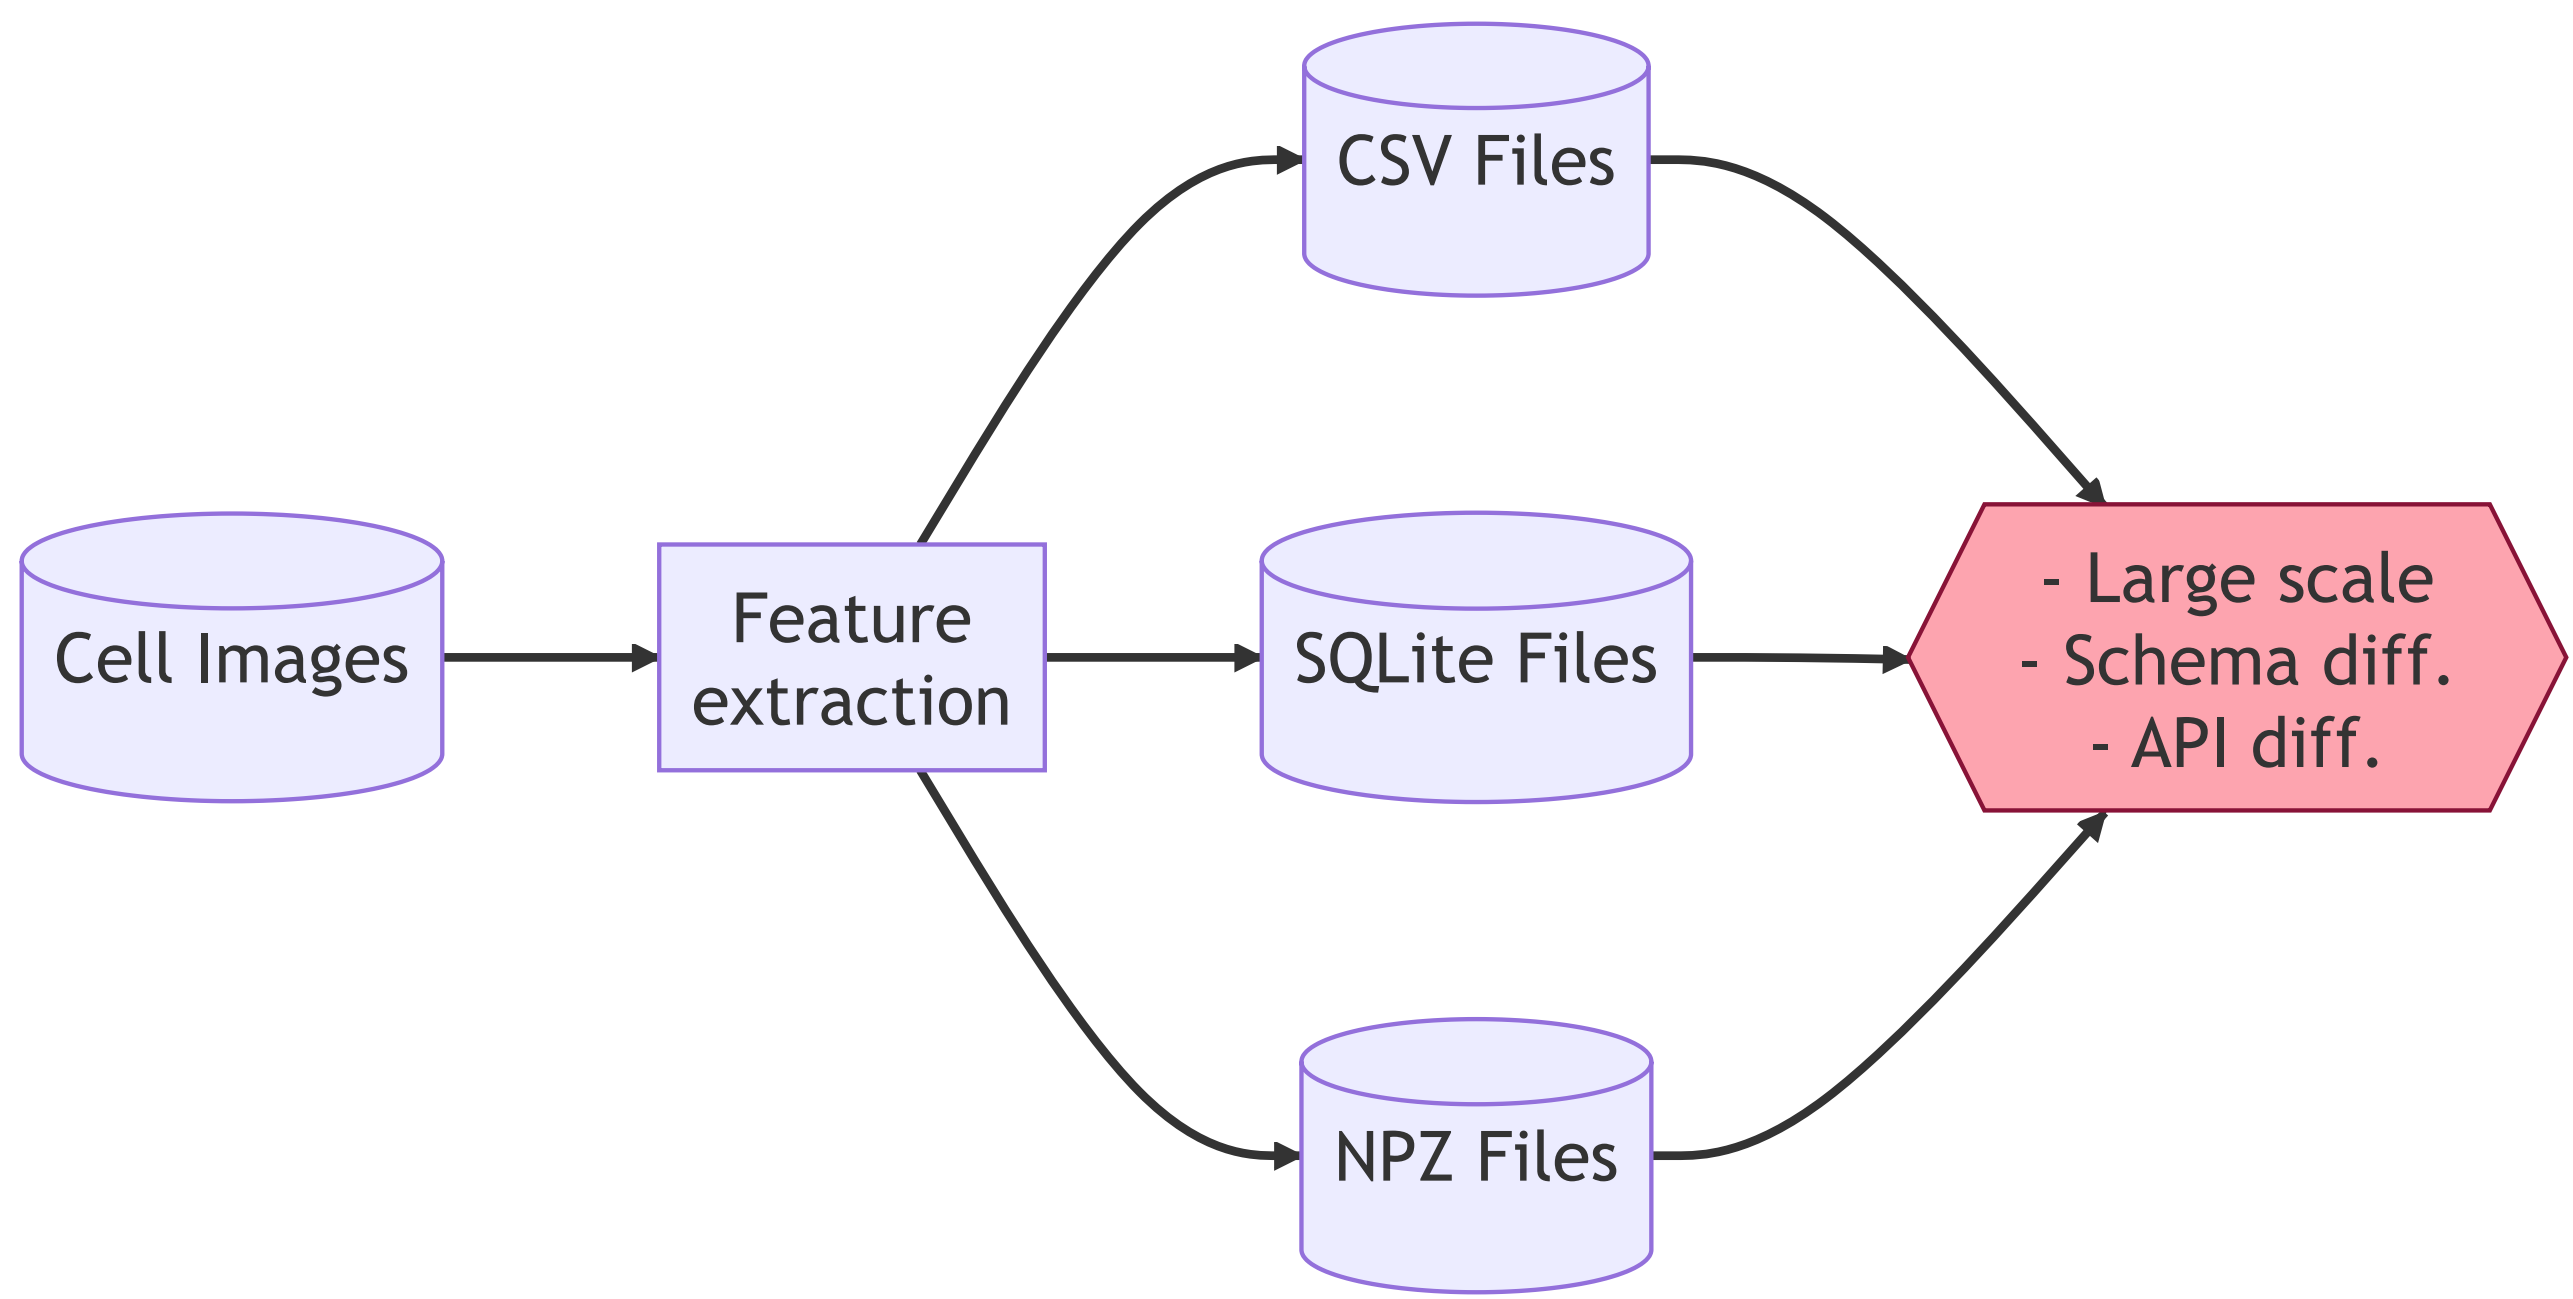 Cell Images
Feature
extraction
CSV Files
SQLite Files
NPZ Files
- Large scale
- Schema diff.
- API diff.